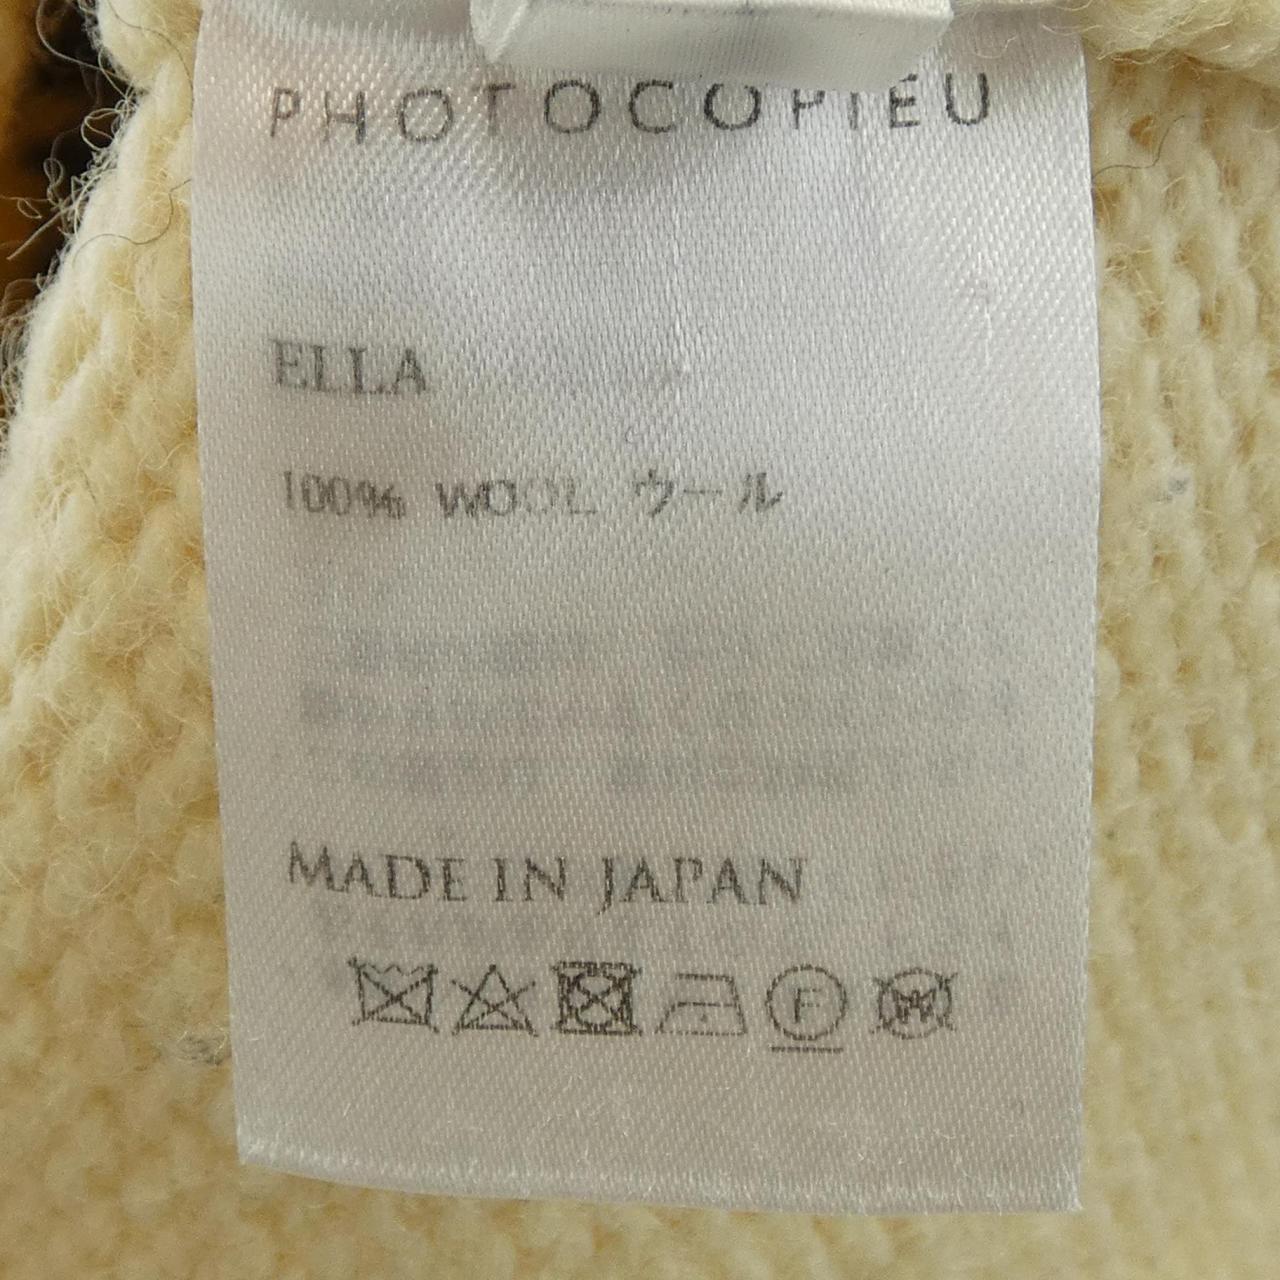 PHOTOCOPIEU
ELLA
100% WOOL ウール
MADE IN JAPAN
F
W